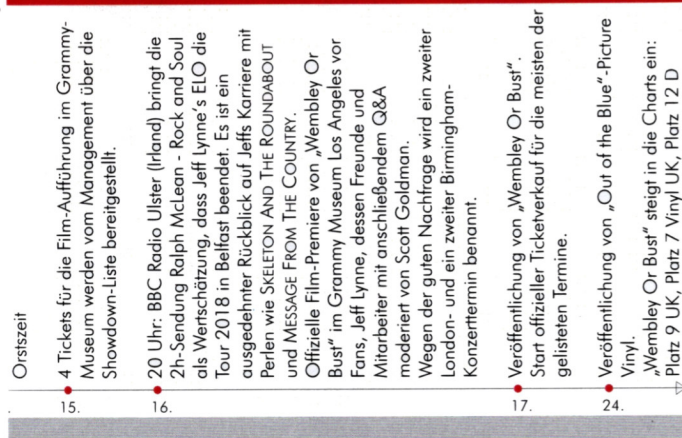 Orstszeit
15.
4 Tickets für die Film-Aufführung im Grammy-
Museum werden vom Management über die
Showdown-Liste bereitgestellt.
16.
20 Uhr: BBC Radio Ulster (Irland) bringt die
2h-Sendung Ralph McLean - Rock and Soul
als Wertschätzung, dass Jeff Lynne's ELO die
Tour 2018 in Belfast beendet. Es ist ein
ausgedehnter Rückblick auf Jeffs Karriere mit
Perlen wie SKELETON AND THE ROUNDABOUT
und MESSAGE FROM THE COUNTRY.
Offizielle Film-Premiere von „Wembley Or
Bust" im Grammy Museum Los Angeles vor
Fans, Jeff Lynne, dessen Freunde und
Mitarbeiter mit anschließendem Q&A
moderiert von Scott Goldman.
Wegen der guten Nachfrage wird ein zweiter
London- und ein zweiter Birmingham-
Konzerttermin benannt.
17.
Veröffentlichung von „Wembley Or Bust".
Start offizieller Ticketverkauf für die meisten der
gelisteten Termine.
24.
Veröffentlichung von „Out of the Blue"-Picture
Vinyl.
„Wembley Or Bust" steigt in die Charts ein:
Platz 9 UK, Platz 7 Vinyl UK, Platz 12 D